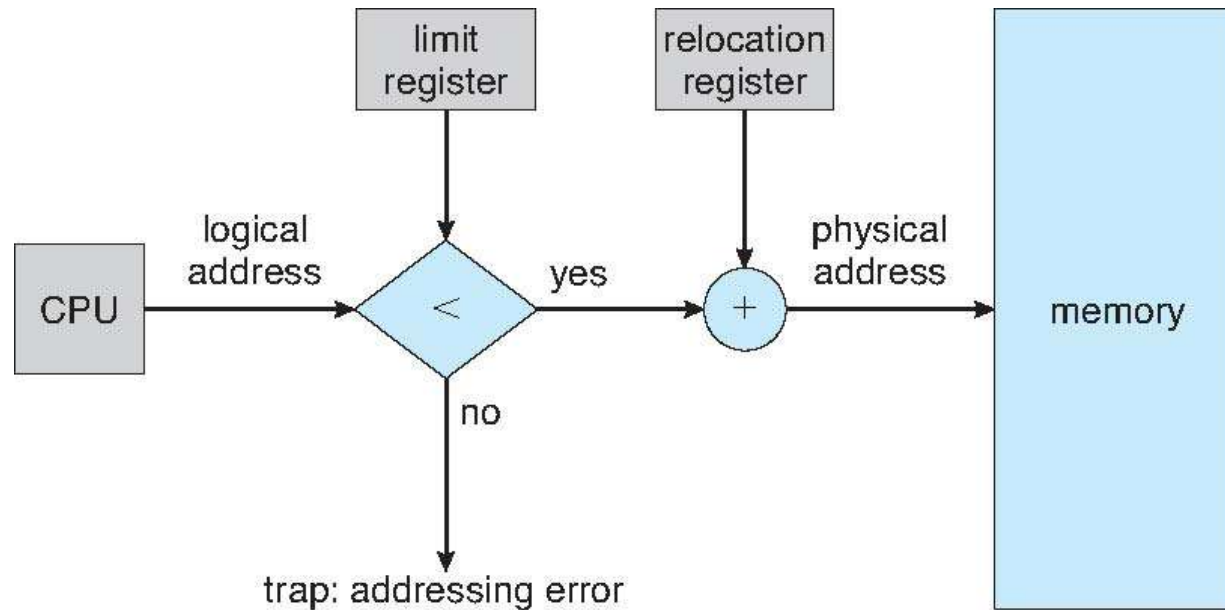 limit
register
relocation
register
logical
address
physical
address
CPU
<
yes
+
memory
no
trap: addressing error